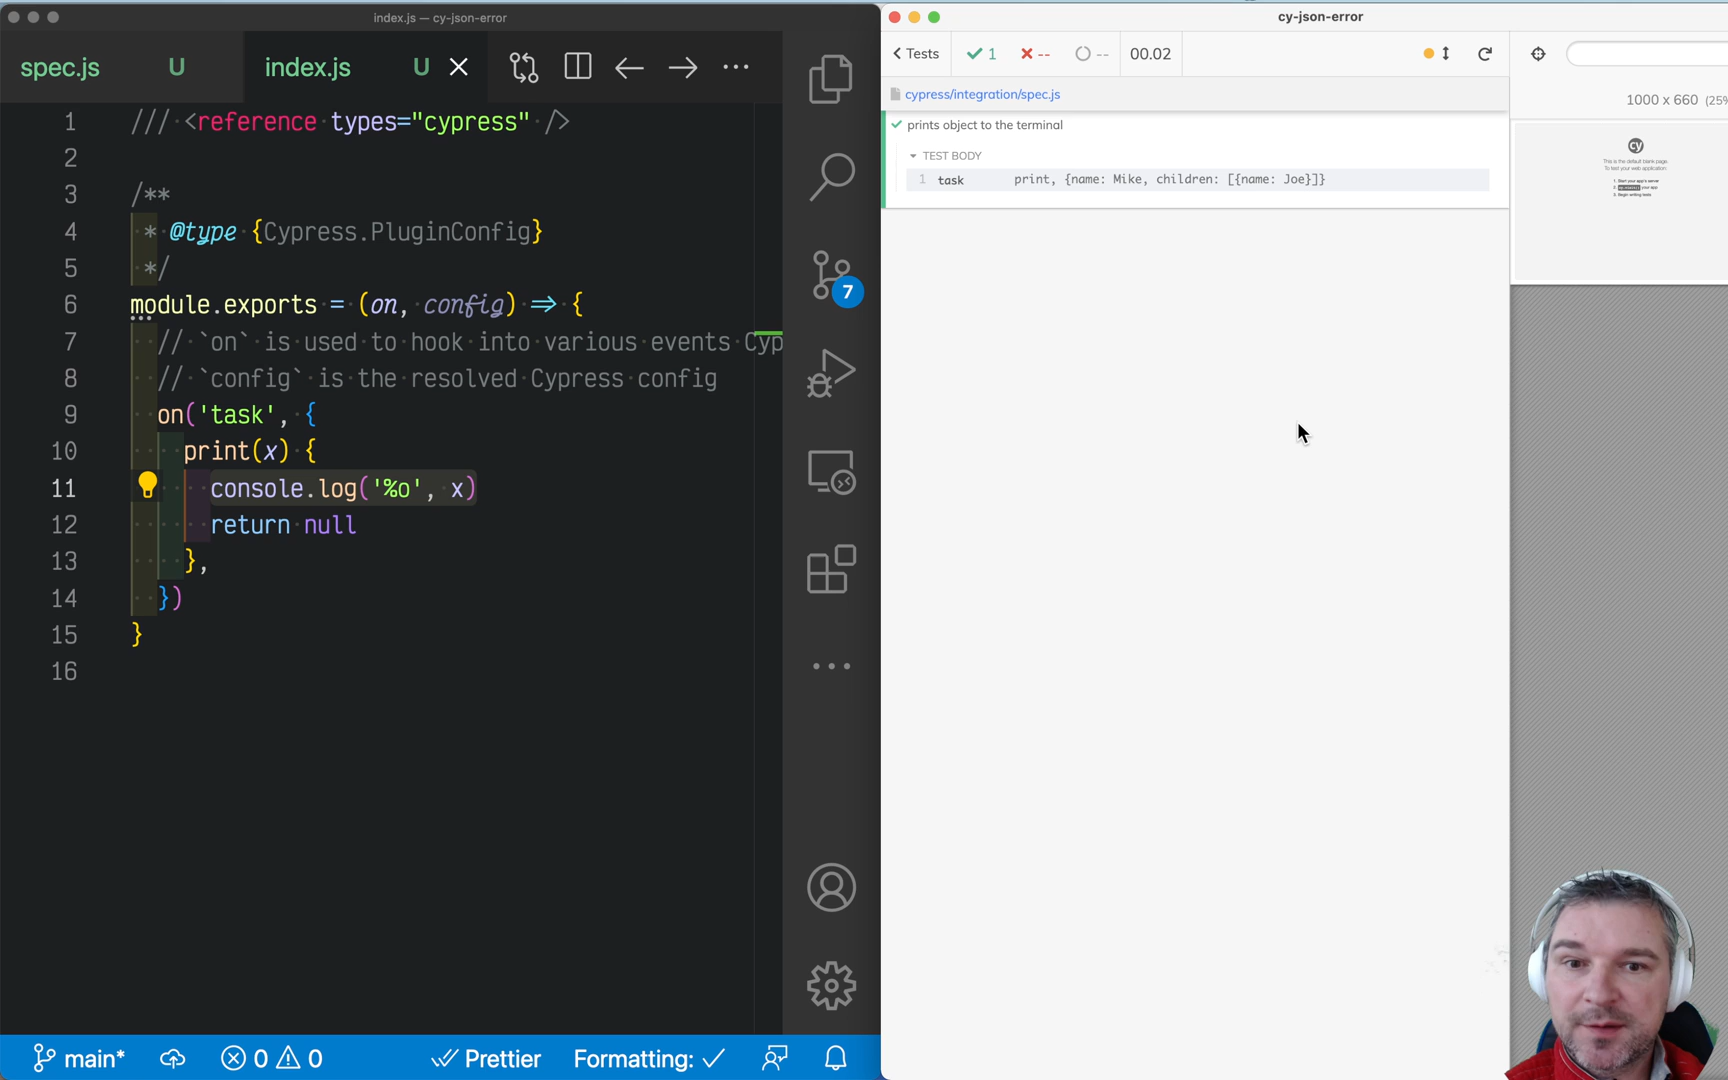 index.js — cy-json-error
spec.js U
index.js U
1 /// <reference types="cypress" />
2
3 /**
4 * @type {Cypress.PluginConfig}
5 */
6 module.exports = (on, config) => {
7 // `on` is used to hook into various events Cyp
8 // `config` is the resolved Cypress config
9 on('task', {
10 print(x) {
11 console.log('%o', x)
12 return null
13 },
14 })
15 }
16
7
main* 0 0 Prettier Formatting: ✓
cy-json-error
Tests 1 -- -- 00.02
cypress/integration/spec.js
prints object to the terminal
TEST BODY
1 task print, {name: Mike, children: [{name: Joe}]}
1000 x 660 (25%
cy
This is the default blank page.
To test your web application:
1. Start your app's server
2. your app
3. Begin writing tests